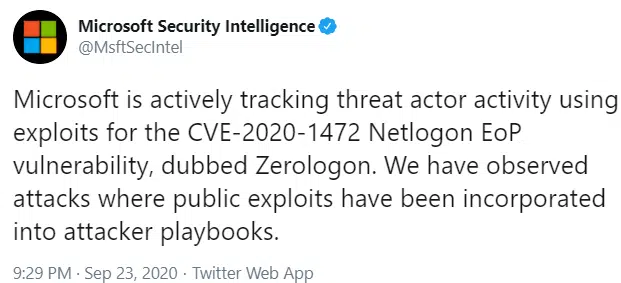 Microsoft Security Intelligence
@MsftSecIntel
Microsoft is actively tracking threat actor activity using
exploits for the CVE-2020-1472 Netlogon EoP
vulnerability, dubbed Zerologon. We have observed
attacks where public exploits have been incorporated
into attacker playbooks.
9:29 PM · Sep 23, 2020 · Twitter Web App